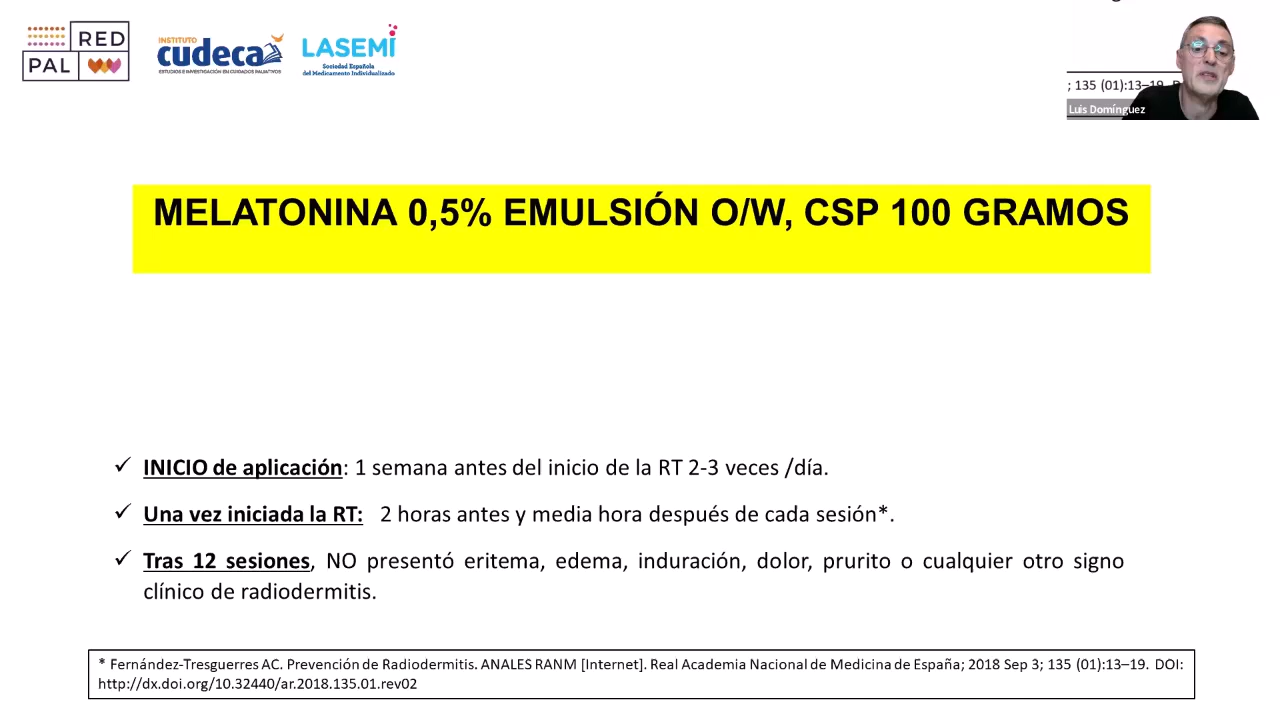 RED
PAL
INSTITUTO
cudeca
ESTUDIOS E INVESTIGACIÓN EN CUIDADOS PALIATIVOS
LASEMI
Sociedad Española
del Medicamento Individualizado
; 135 (01):13–19.
Luis Domínguez
MELATONINA 0,5% EMULSIÓN O/W, CSP 100 GRAMOS
✓ INICIO de aplicación: 1 semana antes del inicio de la RT 2-3 veces /día.
✓ Una vez iniciada la RT: 2 horas antes y media hora después de cada sesión*.
✓ Tras 12 sesiones, NO presentó eritema, edema, induración, dolor, prurito o cualquier otro signo
clínico de radiodermitis.
* Fernández-Tresguerres AC. Prevención de Radiodermitis. ANALES RANM [Internet]. Real Academia Nacional de Medicina de España; 2018 Sep 3; 135 (01):13–19. DOI:
http://dx.doi.org/10.32440/ar.2018.135.01.rev02